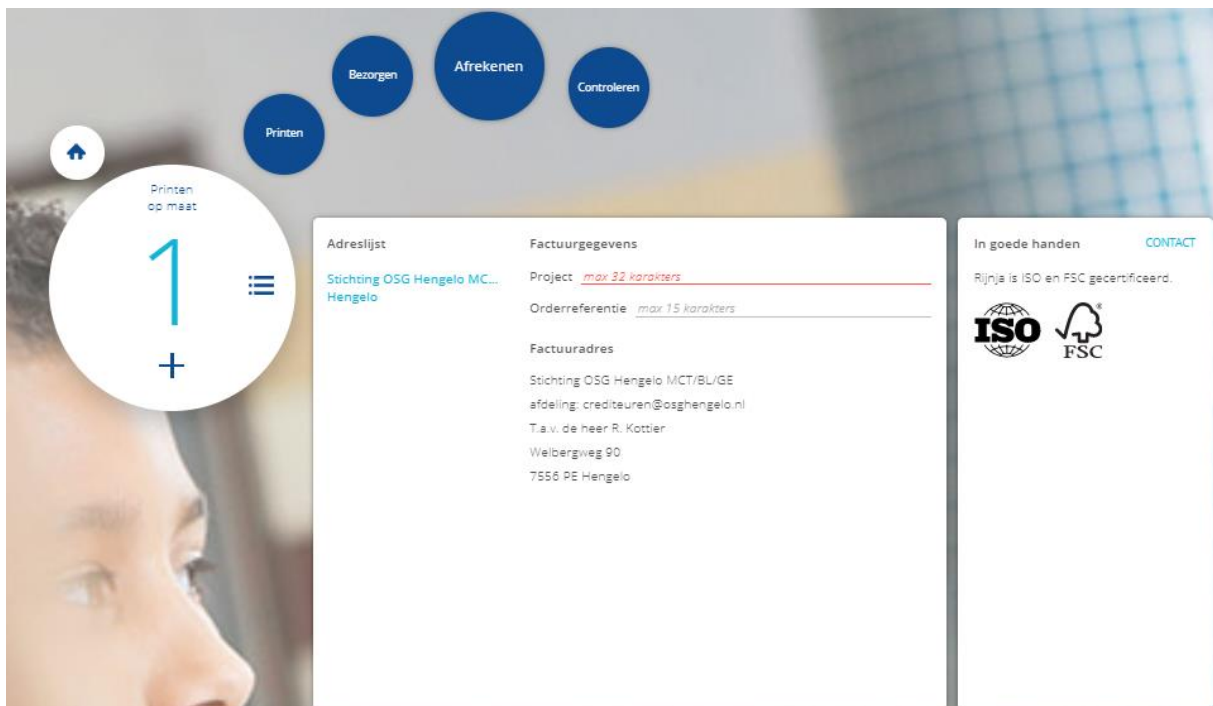 Printen
Bezorgen
Afrekenen
Controleren
Printen
op maat
1
+
Adreslijst
Stichting OSG Hengelo MC...
Hengelo
Factuurgegevens
Project max 32 karakters
Orderreferentie max 15 karakters
Factuuradres
Stichting OSG Hengelo MCT/BL/GE
afdeling: crediteuren@osghengelo.nl
T.a.v. de heer R. Kottier
Welbergweg 90
7556 PE Hengelo
In goede handen CONTACT
Rijnja is ISO en FSC gecertificeerd.
ISO
FSC